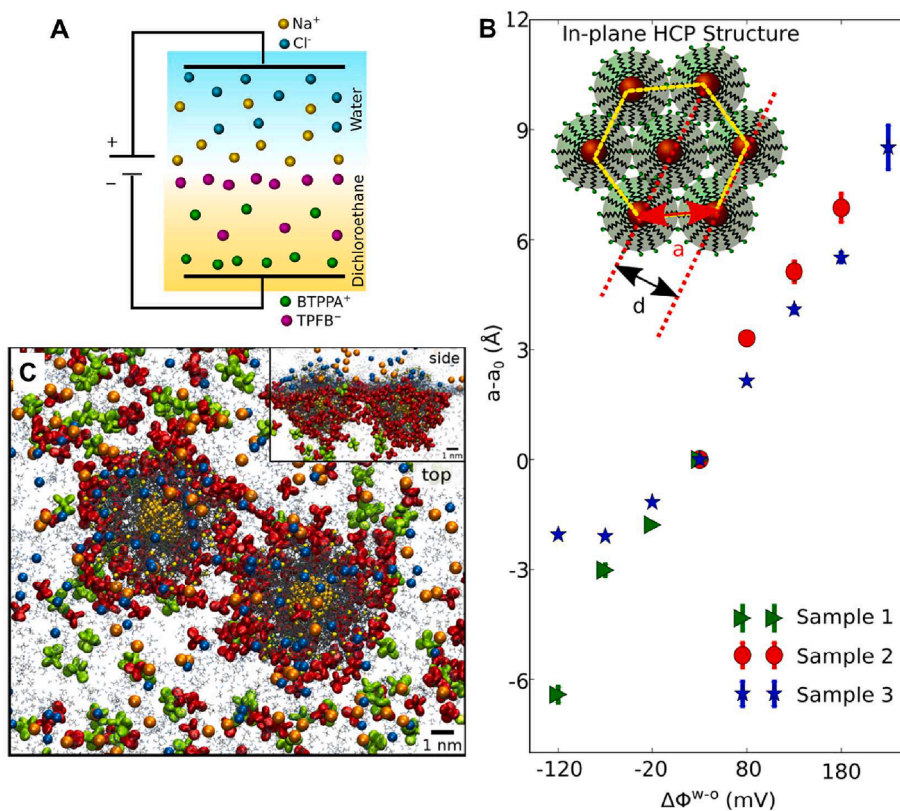 A
Na⁺
Cl⁻
+
−
Water
Dichloroethane
BTPPA⁺
TPFB⁻
C
side
1 nm
top
1 nm
B
In-plane HCP Structure
a
d
a-a₀ (Å)
12
9
6
3
0
-3
-6
Sample 1
Sample 2
Sample 3
-120
-20
80
180
ΔΦʷ⁻ᵒ (mV)